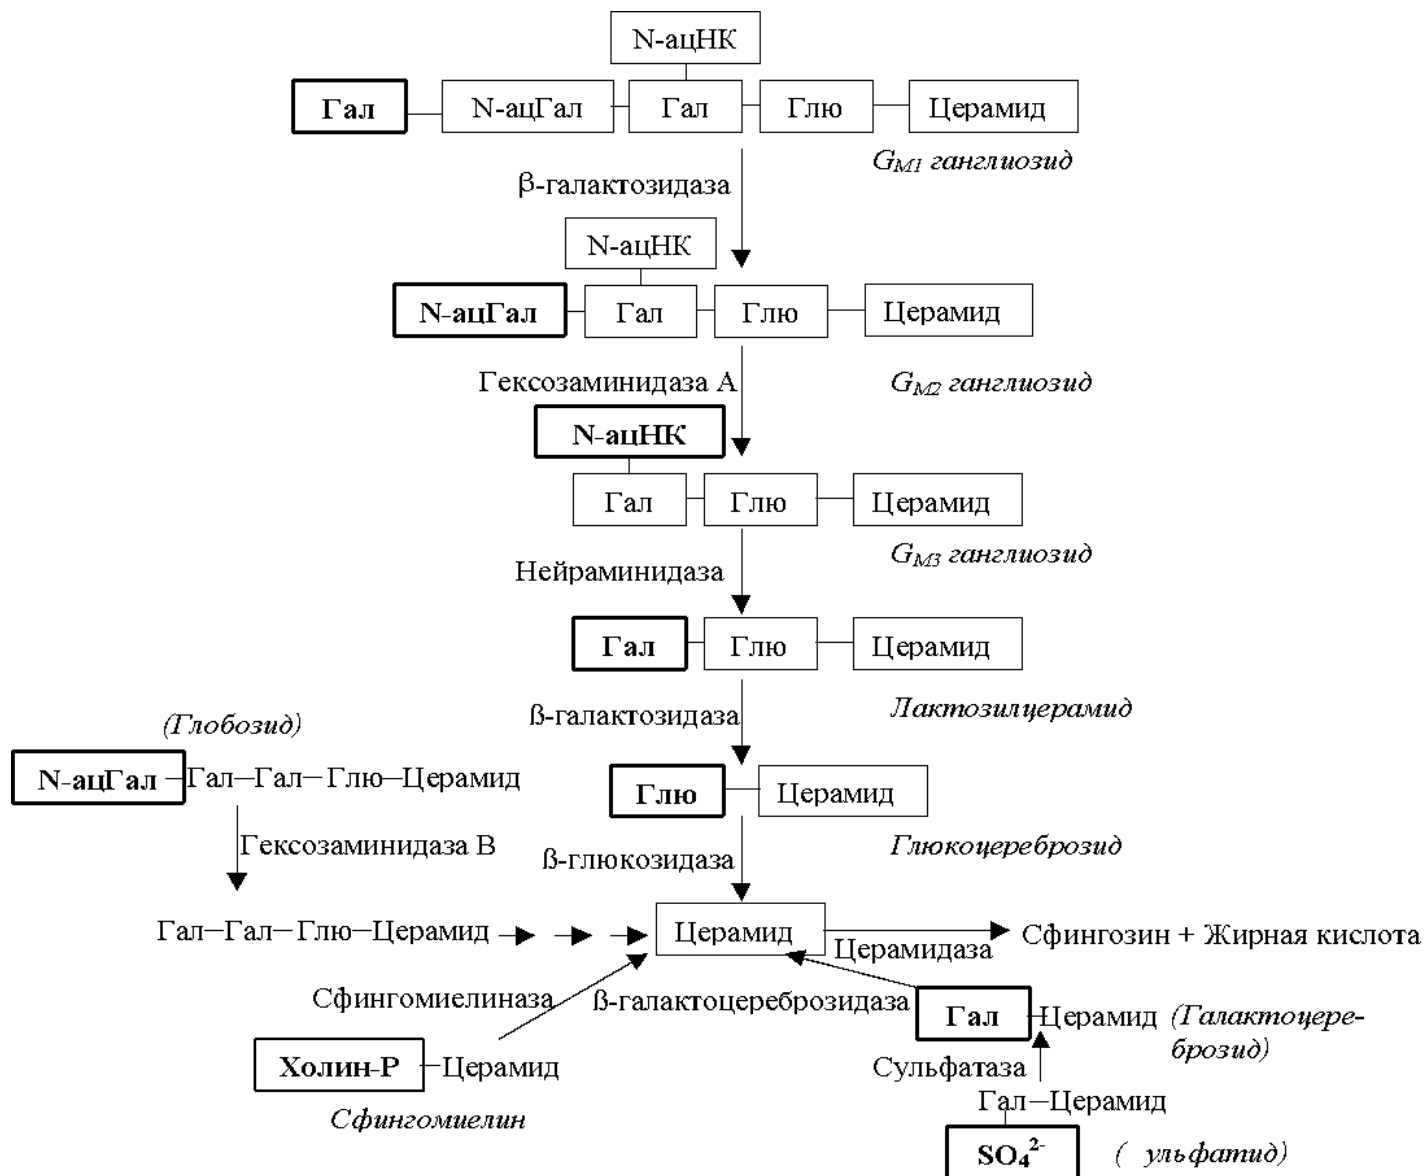 N-ацНК
Гал N-ацГал Гал Глю Церамид
G_M1 ганглиозид
β-галактозидаза
N-ацНК
N-ацГал Гал Глю Церамид
Гексозаминидаза А
G_M2 ганглиозид
N-ацНК
Гал Глю Церамид
G_M3 ганглиозид
Нейраминидаза
Гал Глю Церамид
ß-галактозидаза
Лактозилцерамид
(Глобозид)
N-ацГал–Гал–Гал–Глю–Церамид
Глю Церамид
Гексозаминидаза В
ß-глюкозидаза
Глюкоцереброзид
Гал–Гал–Глю–Церамид
Церамид
Церамидаза
Сфингозин + Жирная кислота
Сфингомиелиназа
ß-галактоцереброзидаза
Гал–Церамид
(Галактоцере-
брозид)
Холин-Р–Церамид
Сфингомиелин
Сульфатаза
Гал–Церамид
SO₄²⁻
( ульфатид)